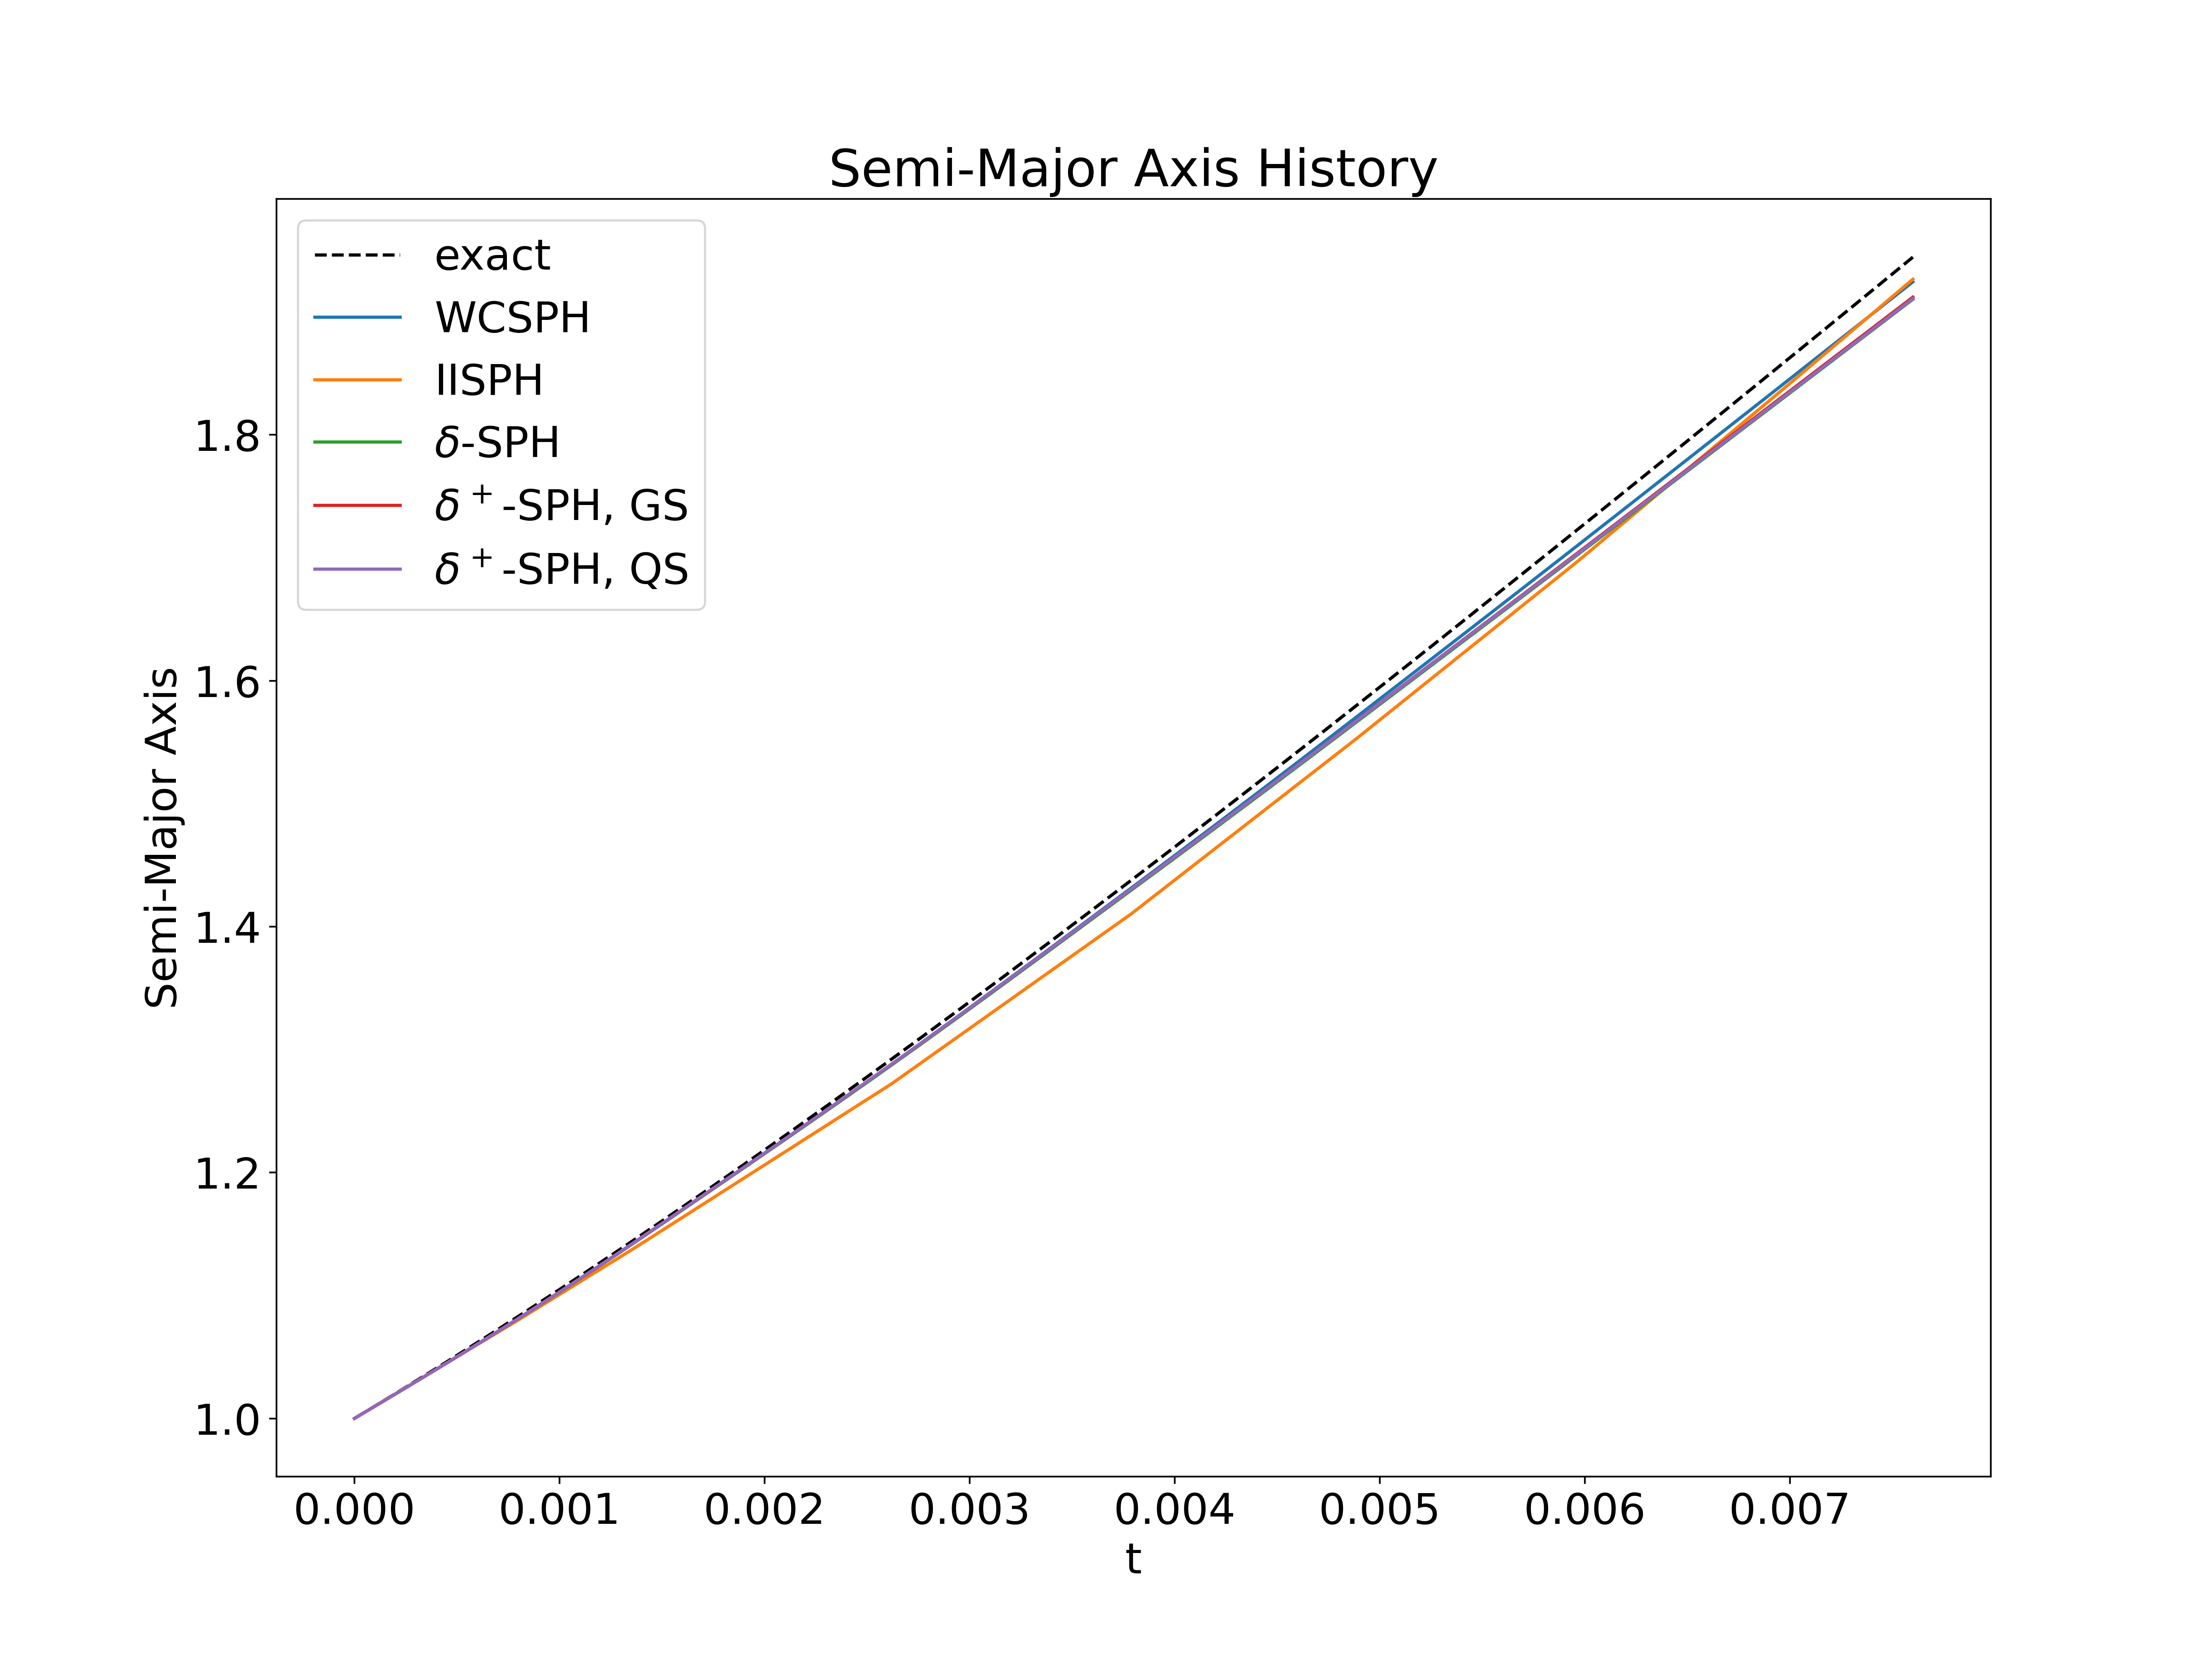 Semi-Major Axis History
exact
WCSPH
IISPH
δ-SPH
δ⁺-SPH, GS
δ⁺-SPH, QS
Semi-Major Axis
1.8
1.6
1.4
1.2
1.0
0.000 0.001 0.002 0.003 0.004 0.005 0.006 0.007
t